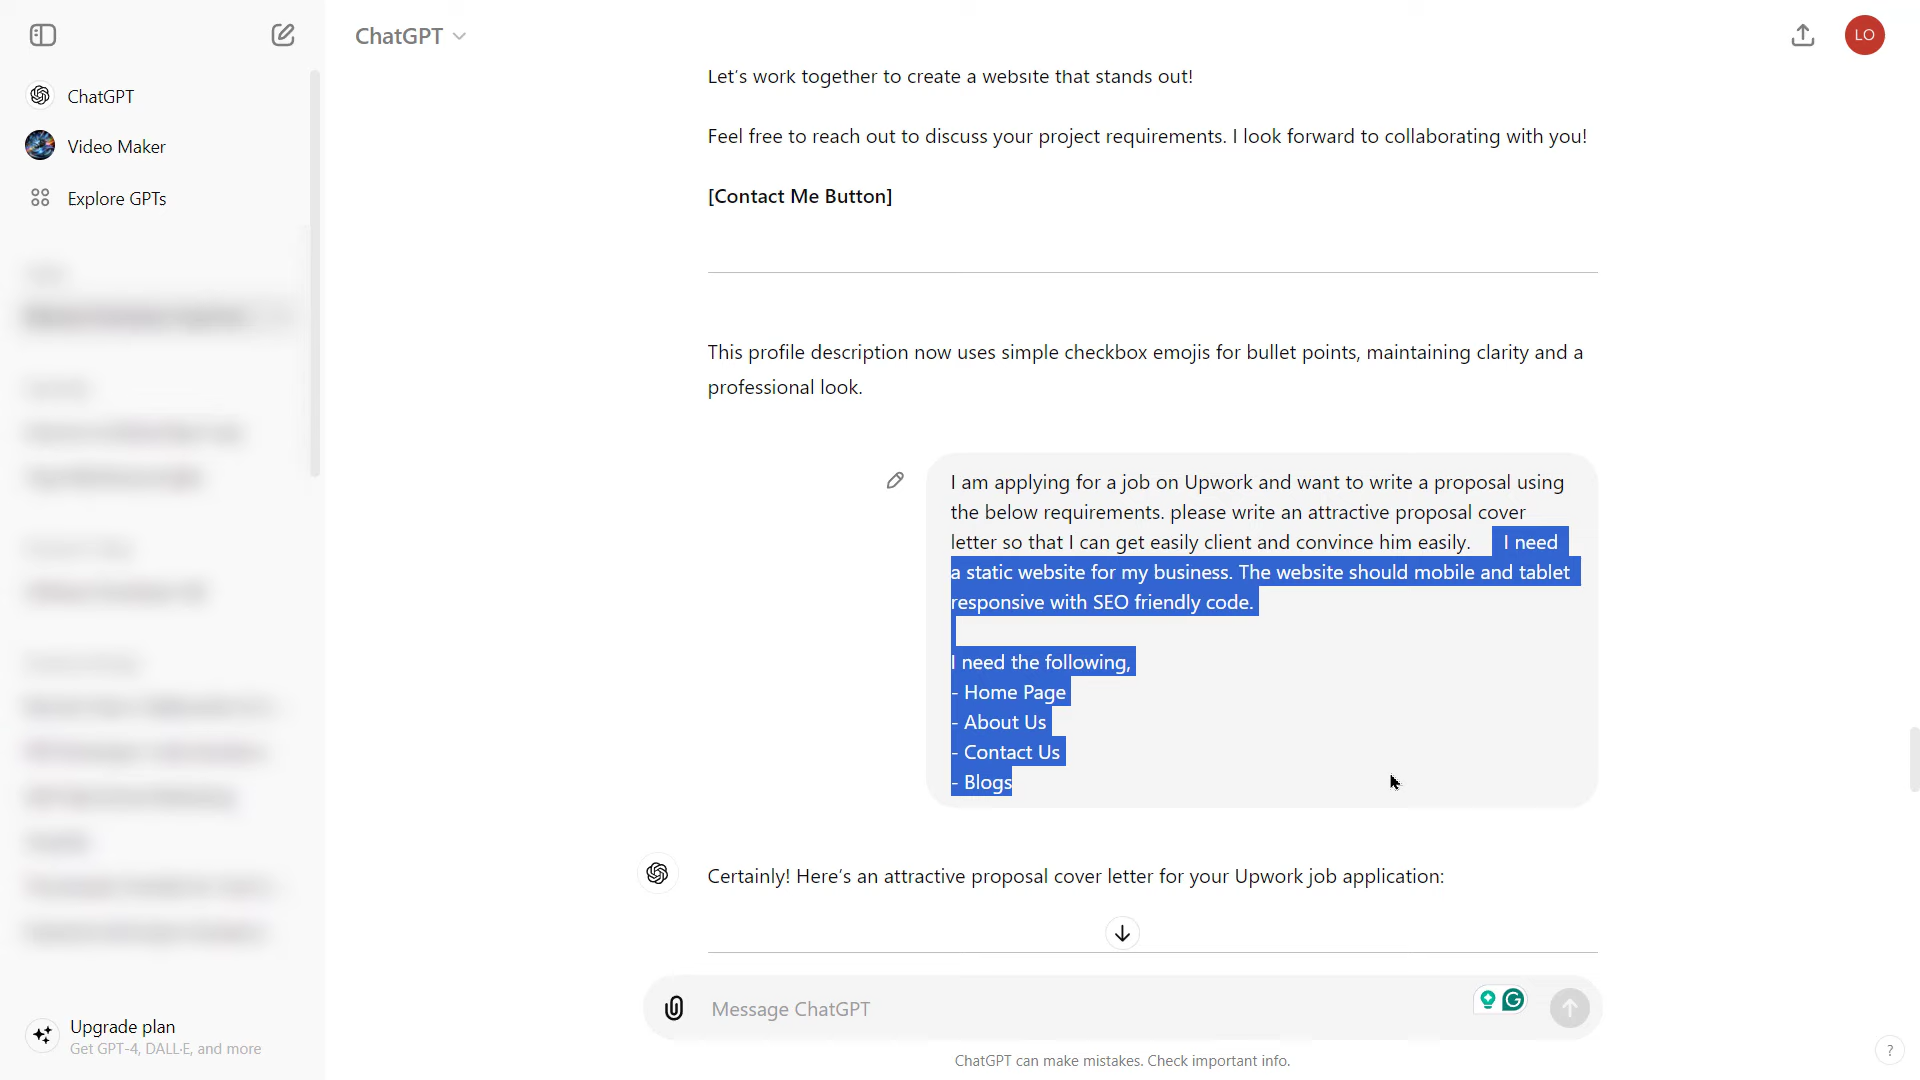 ChatGPT
LO
ChatGPT
Video Maker
Explore GPTs
Let's work together to create a website that stands out!
Feel free to reach out to discuss your project requirements. I look forward to collaborating with you!
[Contact Me Button]
This profile description now uses simple checkbox emojis for bullet points, maintaining clarity and a
professional look.
I am applying for a job on Upwork and want to write a proposal using
the below requirements. please write an attractive proposal cover
letter so that I can get easily client and convince him easily. I need
a static website for my business. The website should mobile and tablet
responsive with SEO friendly code.
I need the following,
- Home Page
- About Us
- Contact Us
- Blogs
Certainly! Here's an attractive proposal cover letter for your Upwork job application:
Message ChatGPT
Upgrade plan
Get GPT-4, DALL·E, and more
ChatGPT can make mistakes. Check important info.
?